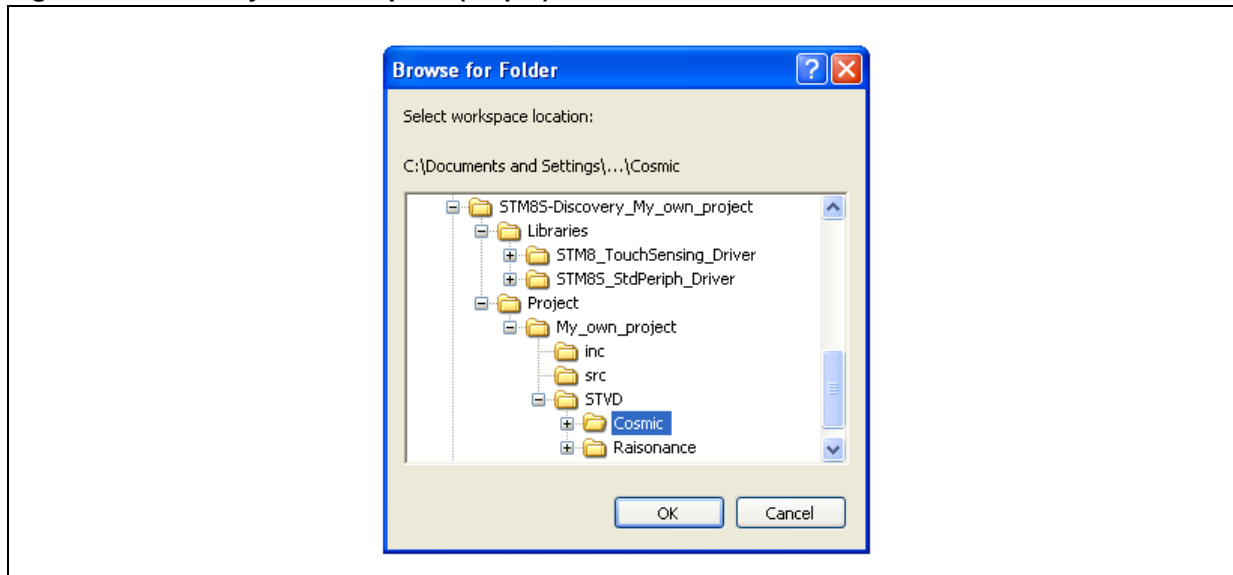 Browse for Folder
Select workspace location:
C:\Documents and Settings\...\Cosmic
STM8S-Discovery_My_own_project
Libraries
STM8_TouchSensing_Driver
STM8S_StdPeriph_Driver
Project
My_own_project
inc
src
STVD
Cosmic
Raisonance
OK Cancel